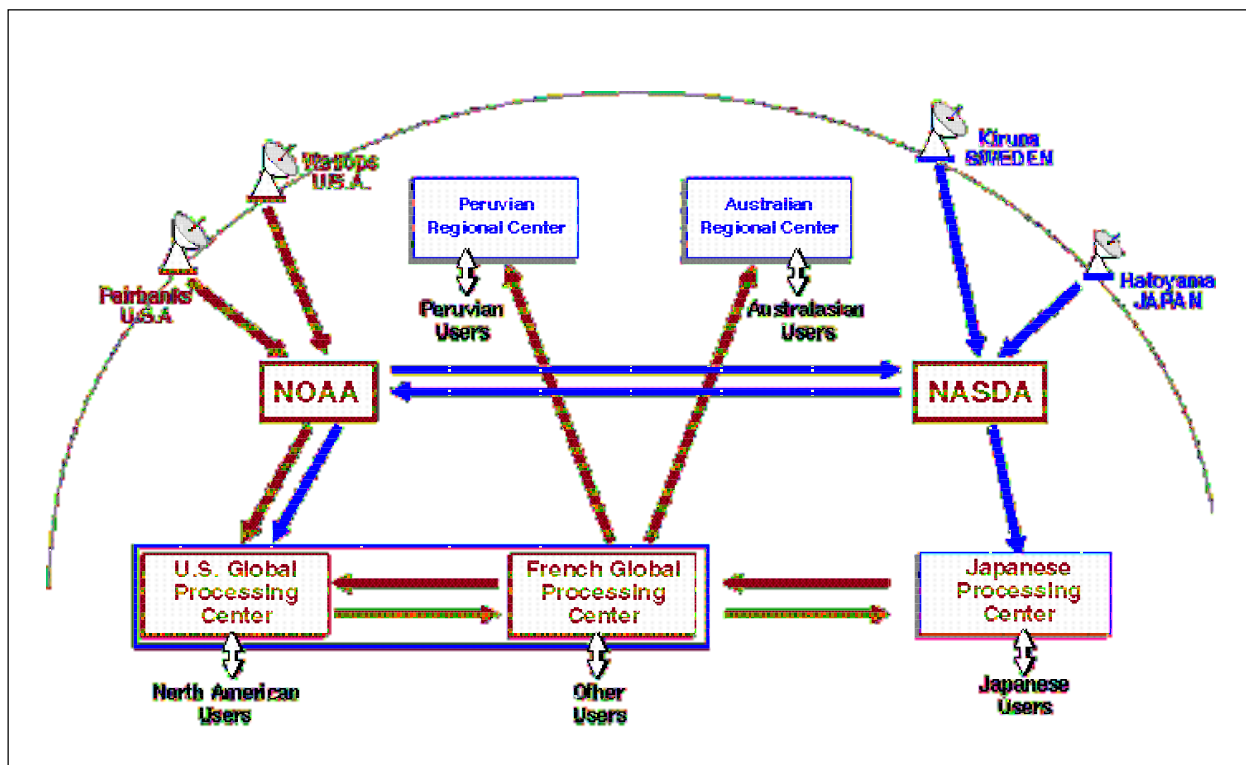 Wallops
U.S.A.
Kiruna
SWEDEN
Peruvian
Regional Center
Australian
Regional Center
Fairbanks
U.S.A
Peruvian
Users
Australasian
Users
Hatoyama
JAPAN
NOAA
NASDA
U.S. Global
Processing
Center
French Global
Processing
Center
Japanese
Processing
Center
North American
Users
Other
Users
Japanese
Users